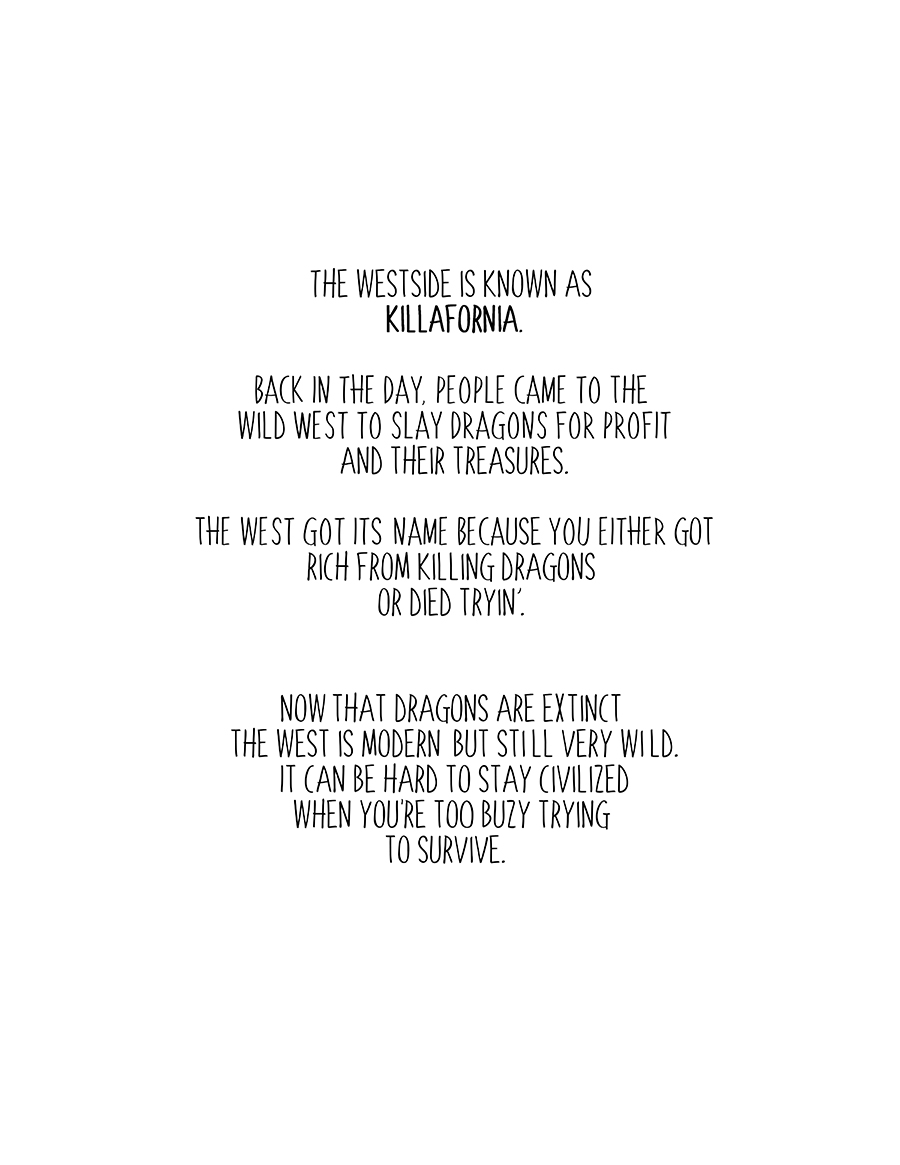 THE WESTSIDE IS KNOWN AS
KILLAFORNIA.
BACK IN THE DAY, PEOPLE CAME TO THE
WILD WEST TO SLAY DRAGONS FOR PROFIT
AND THEIR TREASURES.
THE WEST GOT ITS NAME BECAUSE YOU EITHER GOT
RICH FROM KILLING DRAGONS
OR DIED TRYIN'.
NOW THAT DRAGONS ARE EXTINCT
THE WEST IS MODERN BUT STILL VERY WILD.
IT CAN BE HARD TO STAY CIVILIZED
WHEN YOU'RE TOO BUZY TRYING
TO SURVIVE.